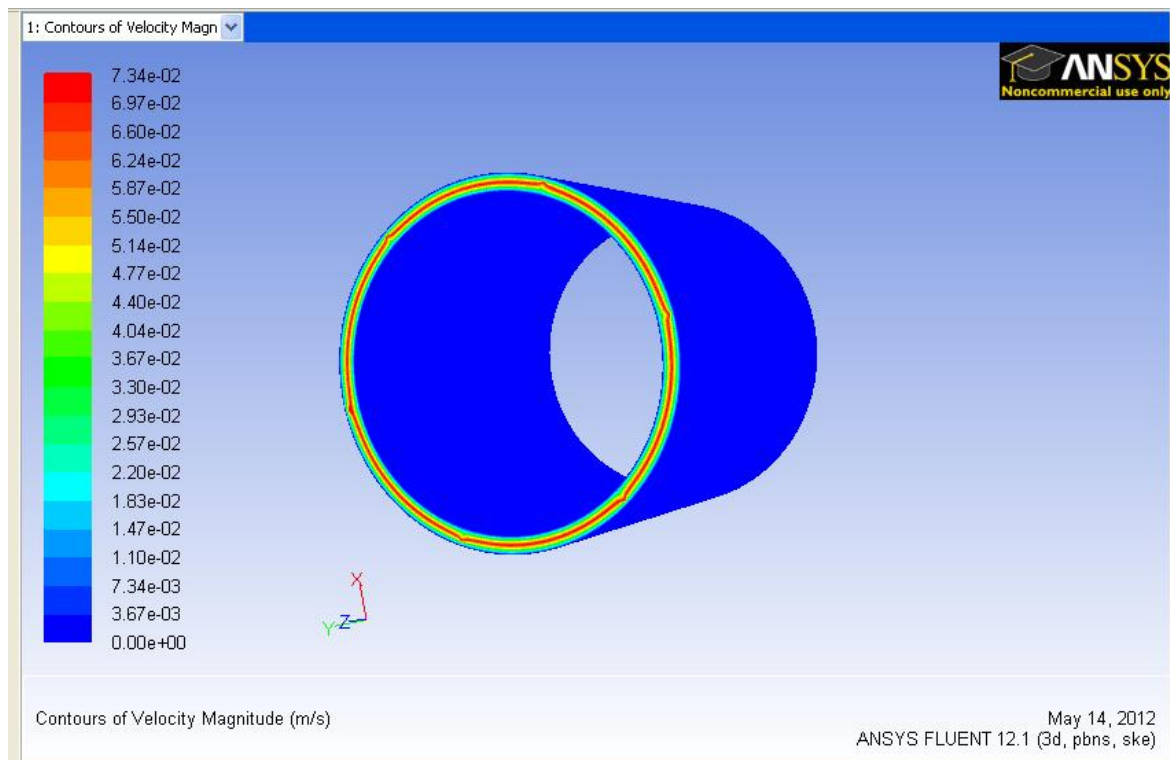 1: Contours of Velocity Magn
ANSYS
Noncommercial use only
7.34e-02
6.97e-02
6.60e-02
6.24e-02
5.87e-02
5.50e-02
5.14e-02
4.77e-02
4.40e-02
4.04e-02
3.67e-02
3.30e-02
2.93e-02
2.57e-02
2.20e-02
1.83e-02
1.47e-02
1.10e-02
7.34e-03
3.67e-03
0.00e+00
X
Y
Z
Contours of Velocity Magnitude (m/s)
May 14, 2012
ANSYS FLUENT 12.1 (3d, pbns, ske)